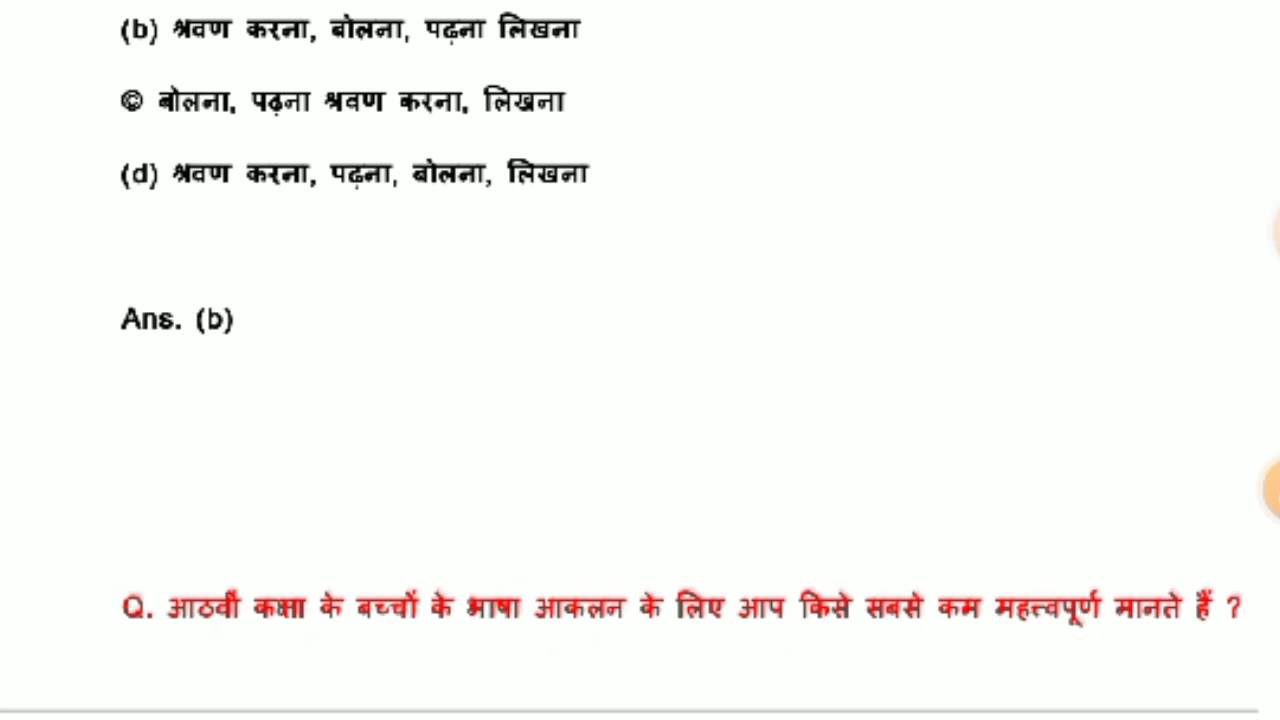 (b) श्रवण करना, बोलना, पढ़ना लिखना
© बोलना, पढ़ना श्रवण करना, लिखना
(d) श्रवण करना, पढ़ना, बोलना, लिखना
Ans. (b)
Q. आठवीं कक्षा के बच्चों के भाषा आकलन के लिए आप किसे सबसे कम महत्त्वपूर्ण मानते हैं ?